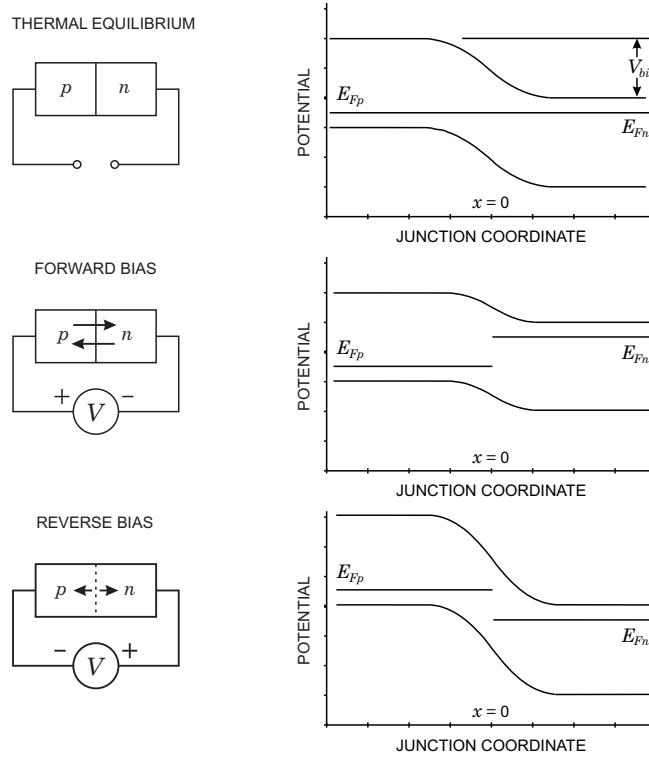 THERMAL EQUILIBRIUM
p n
POTENTIAL
E_Fp
V_bi
E_Fn
x = 0
JUNCTION COORDINATE
FORWARD BIAS
p n
+ V −
POTENTIAL
E_Fp
E_Fn
x = 0
JUNCTION COORDINATE
REVERSE BIAS
p n
− V +
POTENTIAL
E_Fp
E_Fn
x = 0
JUNCTION COORDINATE